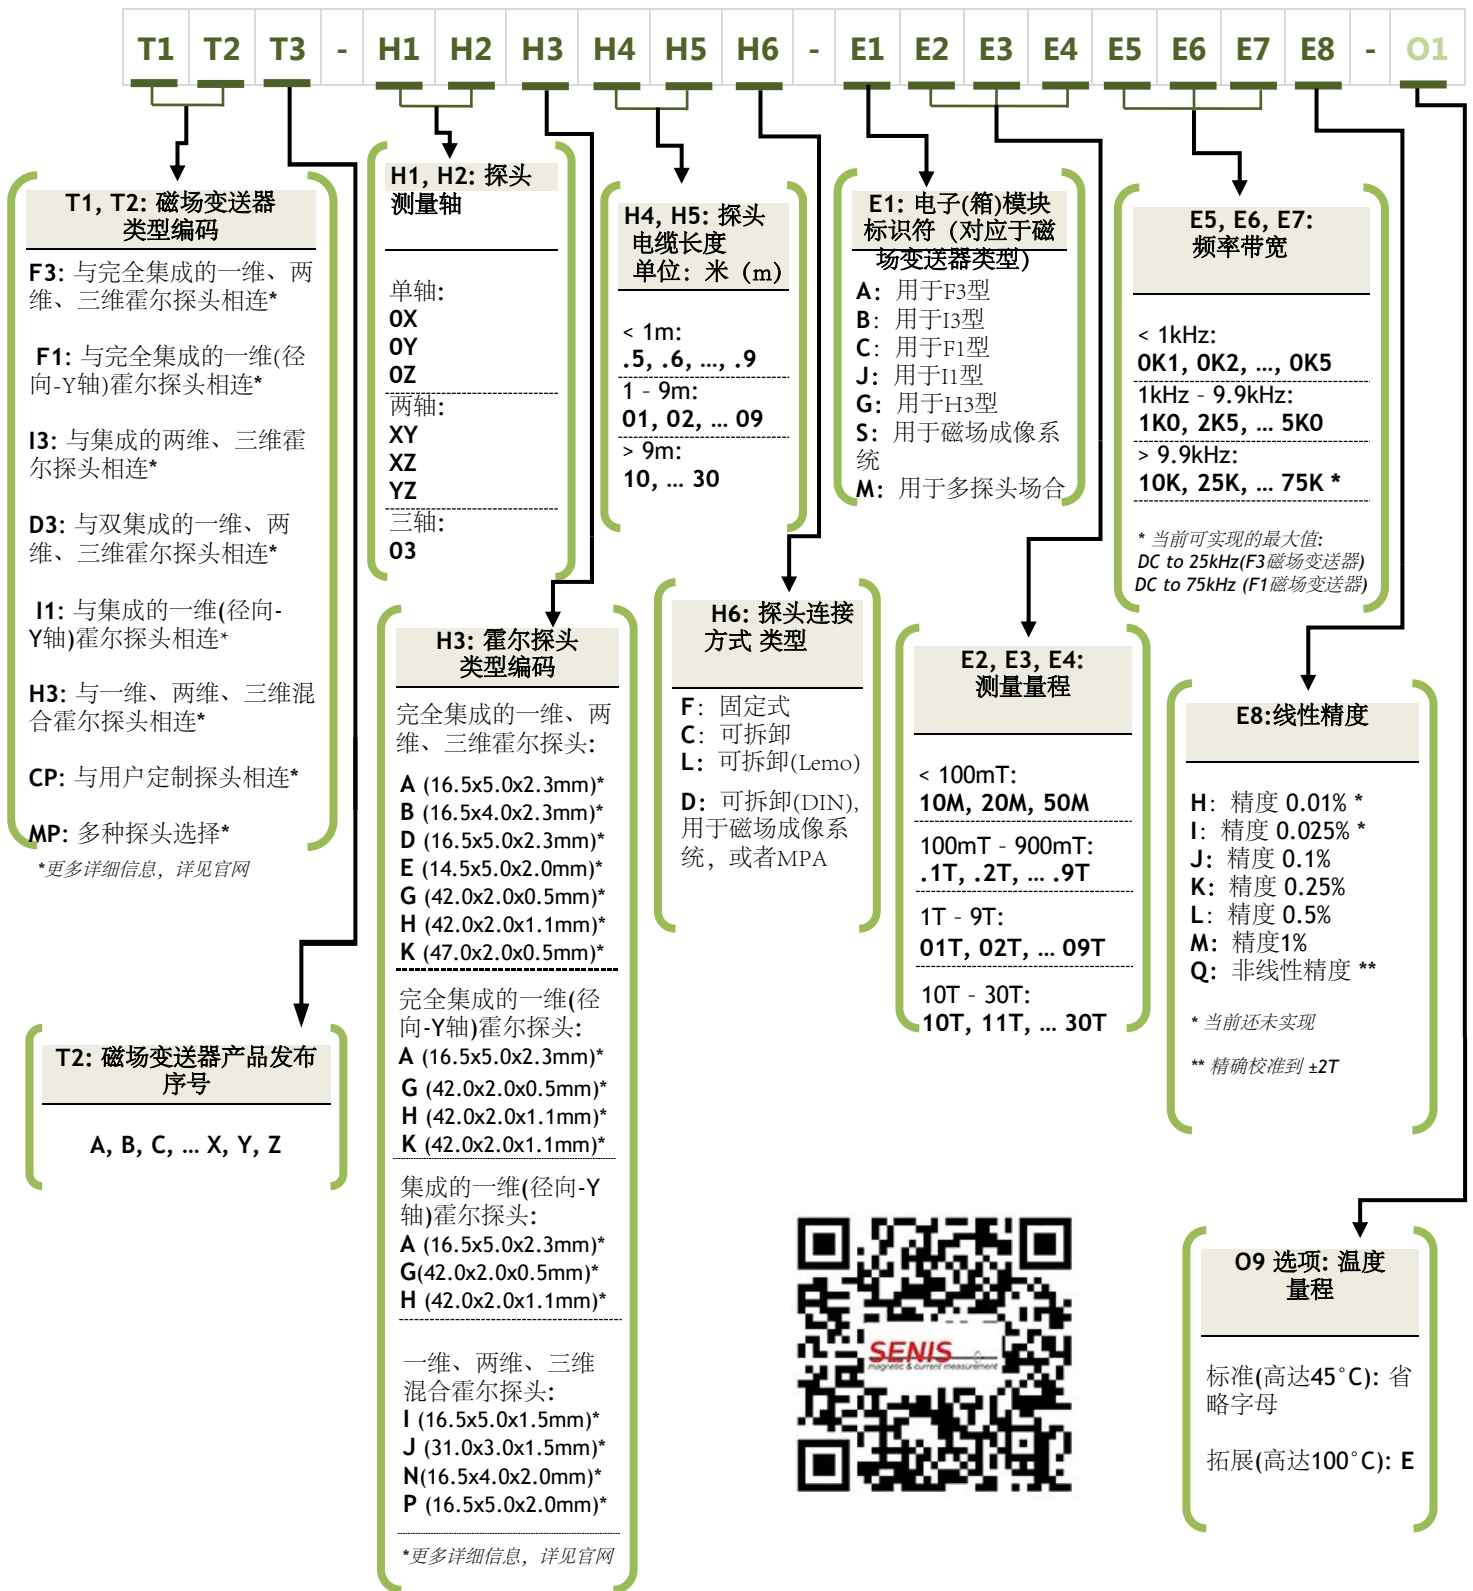 T1 T2 T3 - H1 H2 H3 H4 H5 H6 - E1 E2 E3 E4 E5 E6 E7 E8 - O1
T1, T2: 磁场变送器
类型编码
F3: 与完全集成的一维、两
维、三维霍尔探头相连*
F1: 与完全集成的一维(径
向-Y轴)霍尔探头相连*
I3: 与集成的两维、三维霍
尔探头相连*
D3: 与双集成的一维、两
维、三维霍尔探头相连*
I1: 与集成的一维(径向-
Y轴)霍尔探头相连*
H3: 与一维、两维、三维混
合霍尔探头相连*
CP: 与用户定制探头相连*
MP: 多种探头选择*
*更多详细信息，详见官网
T2: 磁场变送器产品发布
序号
A, B, C, ... X, Y, Z
H1, H2: 探头
测量轴
单轴:
0X
0Y
0Z
两轴:
XY
XZ
YZ
三轴:
03
H3: 霍尔探头
类型编码
完全集成的一维、两
维、三维霍尔探头:
A (16.5x5.0x2.3mm)*
B (16.5x4.0x2.3mm)*
D (16.5x5.0x2.3mm)*
E (14.5x5.0x2.0mm)*
G (42.0x2.0x0.5mm)*
H (42.0x2.0x1.1mm)*
K (47.0x2.0x0.5mm)*
完全集成的一维(径
向-Y轴)霍尔探头:
A (16.5x5.0x2.3mm)*
G (42.0x2.0x0.5mm)*
H (42.0x2.0x1.1mm)*
K (42.0x2.0x1.1mm)*
集成的一维(径向-Y
轴)霍尔探头:
A (16.5x5.0x2.3mm)*
G(42.0x2.0x0.5mm)*
H (42.0x2.0x1.1mm)*
一维、两维、三维
混合霍尔探头:
I (16.5x5.0x1.5mm)*
J (31.0x3.0x1.5mm)*
N(16.5x4.0x2.0mm)*
P (16.5x5.0x2.0mm)*
*更多详细信息，详见官网
H4, H5: 探头
电缆长度
单位: 米 (m)
< 1m:
.5, .6, ..., .9
1 - 9m:
01, 02, ... 09
> 9m:
10, ... 30
H6: 探头连接
方式 类型
F: 固定式
C: 可拆卸
L: 可拆卸(Lemo)
D: 可拆卸(DIN),
用于磁场成像系
统，或者MPA
E1: 电子(箱)模块
标识符 (对应于磁
场变送器类型)
A: 用于F3型
B: 用于I3型
C: 用于F1型
J: 用于I1型
G: 用于H3型
S: 用于磁场成像系
统
M: 用于多探头场合
E2, E3, E4:
测量量程
< 100mT:
10M, 20M, 50M
100mT - 900mT:
.1T, .2T, ... .9T
1T - 9T:
01T, 02T, ... 09T
10T - 30T:
10T, 11T, ... 30T
E5, E6, E7:
频率带宽
< 1kHz:
0K1, 0K2, ..., 0K5
1kHz - 9.9kHz:
1K0, 2K5, ... 5K0
> 9.9kHz:
10K, 25K, ... 75K *
* 当前可实现的最大值:
DC to 25kHz(F3磁场变送器)
DC to 75kHz (F1磁场变送器)
E8:线性精度
H: 精度 0.01% *
I: 精度 0.025% *
J: 精度 0.1%
K: 精度 0.25%
L: 精度 0.5%
M: 精度1%
Q: 非线性精度 **
* 当前还未实现
** 精确校准到 ±2T
O9 选项: 温度
量程
标准(高达45°C): 省
略字母
拓展(高达100°C): E
SENIS
magnetic & current measurement